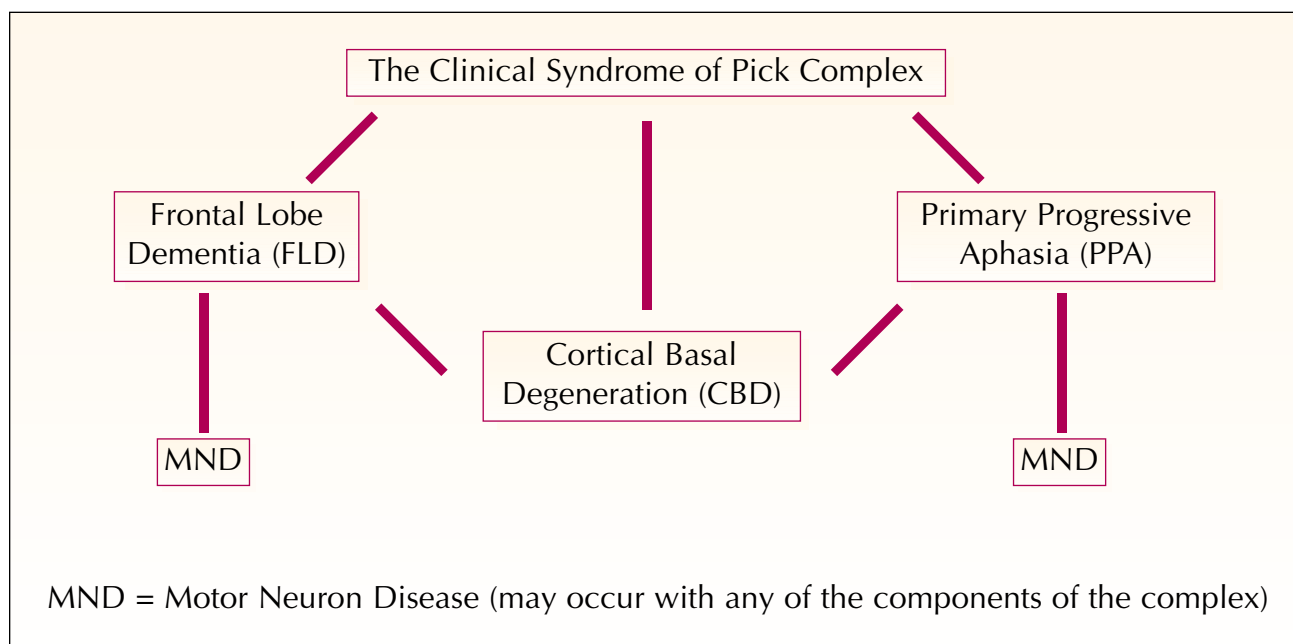 The Clinical Syndrome of Pick Complex
Frontal Lobe
Dementia (FLD)
Primary Progressive
Aphasia (PPA)
Cortical Basal
Degeneration (CBD)
MND
MND
MND = Motor Neuron Disease (may occur with any of the components of the complex)